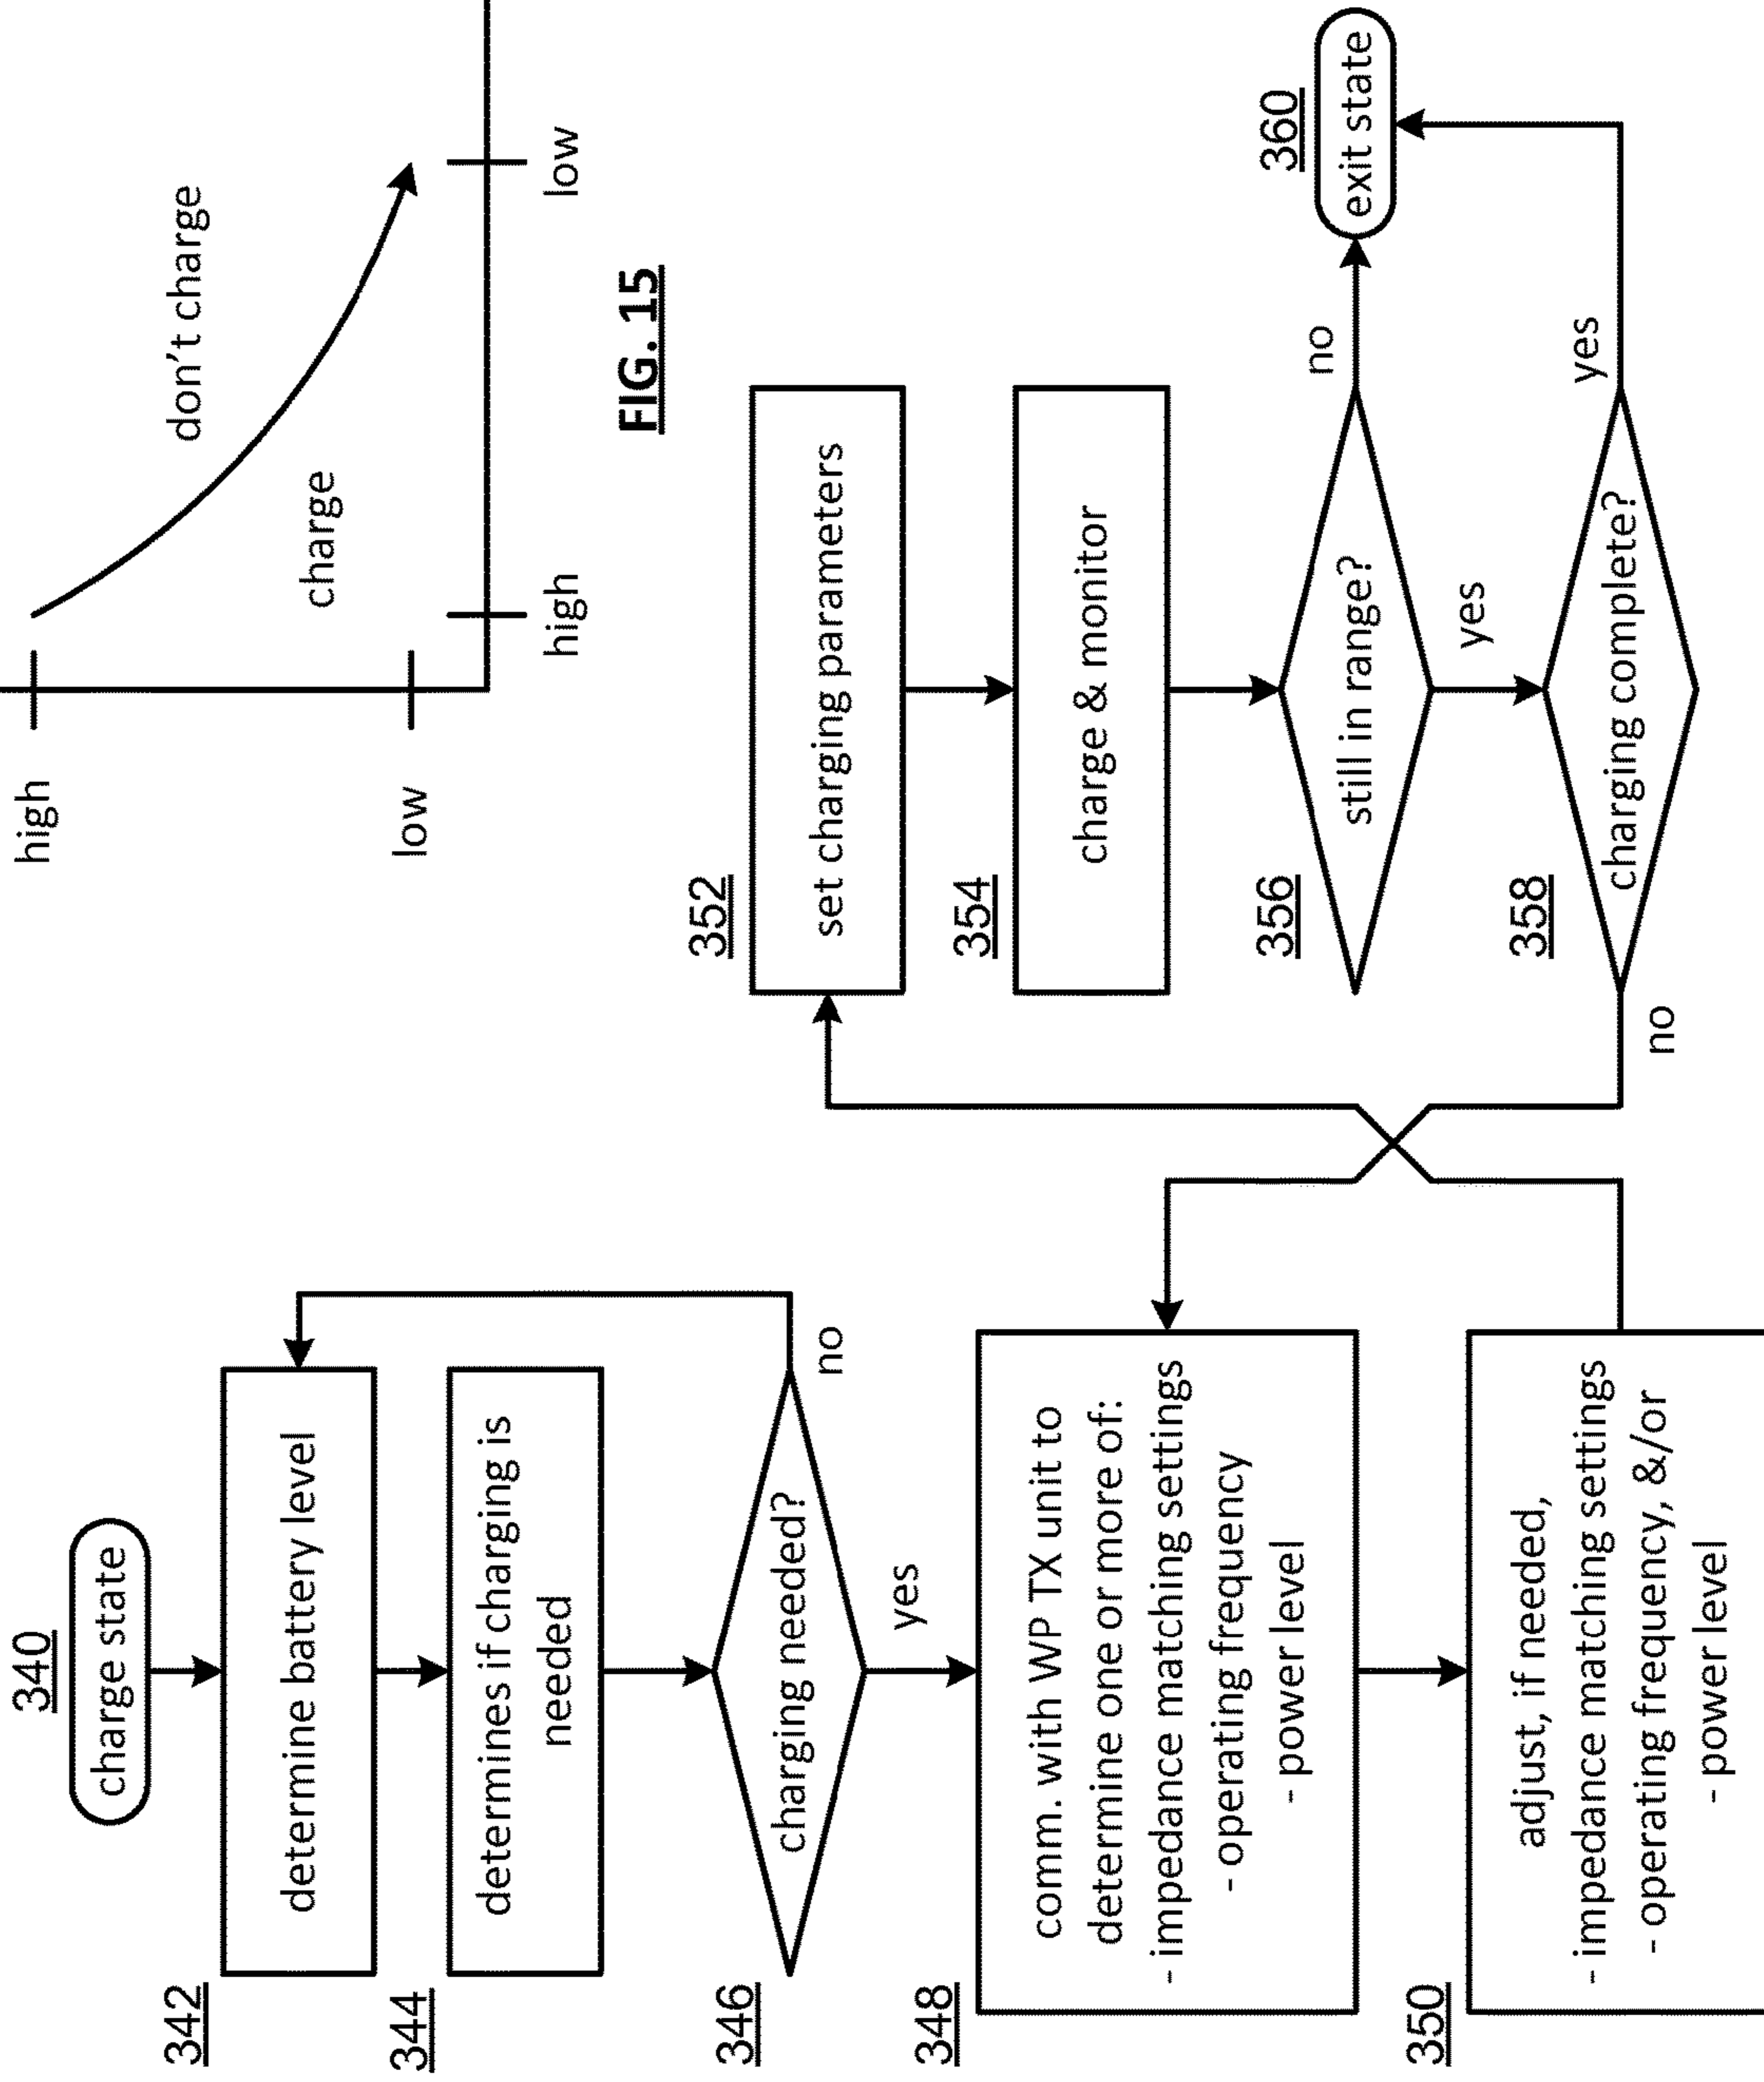 340
charge state
342
determine battery level
344
determines if charging is
needed
346
charging needed?
no
yes
348
comm. with WP TX unit to
determine one or more of:
- impedance matching settings
- operating frequency
- power level
350
adjust, if needed,
- impedance matching settings
- operating frequency, &/or
- power level
high
low
don't charge
charge
high
low
FIG. 15
352
set charging parameters
354
charge & monitor
356
still in range?
no
yes
358
charging complete?
no
yes
360
exit state